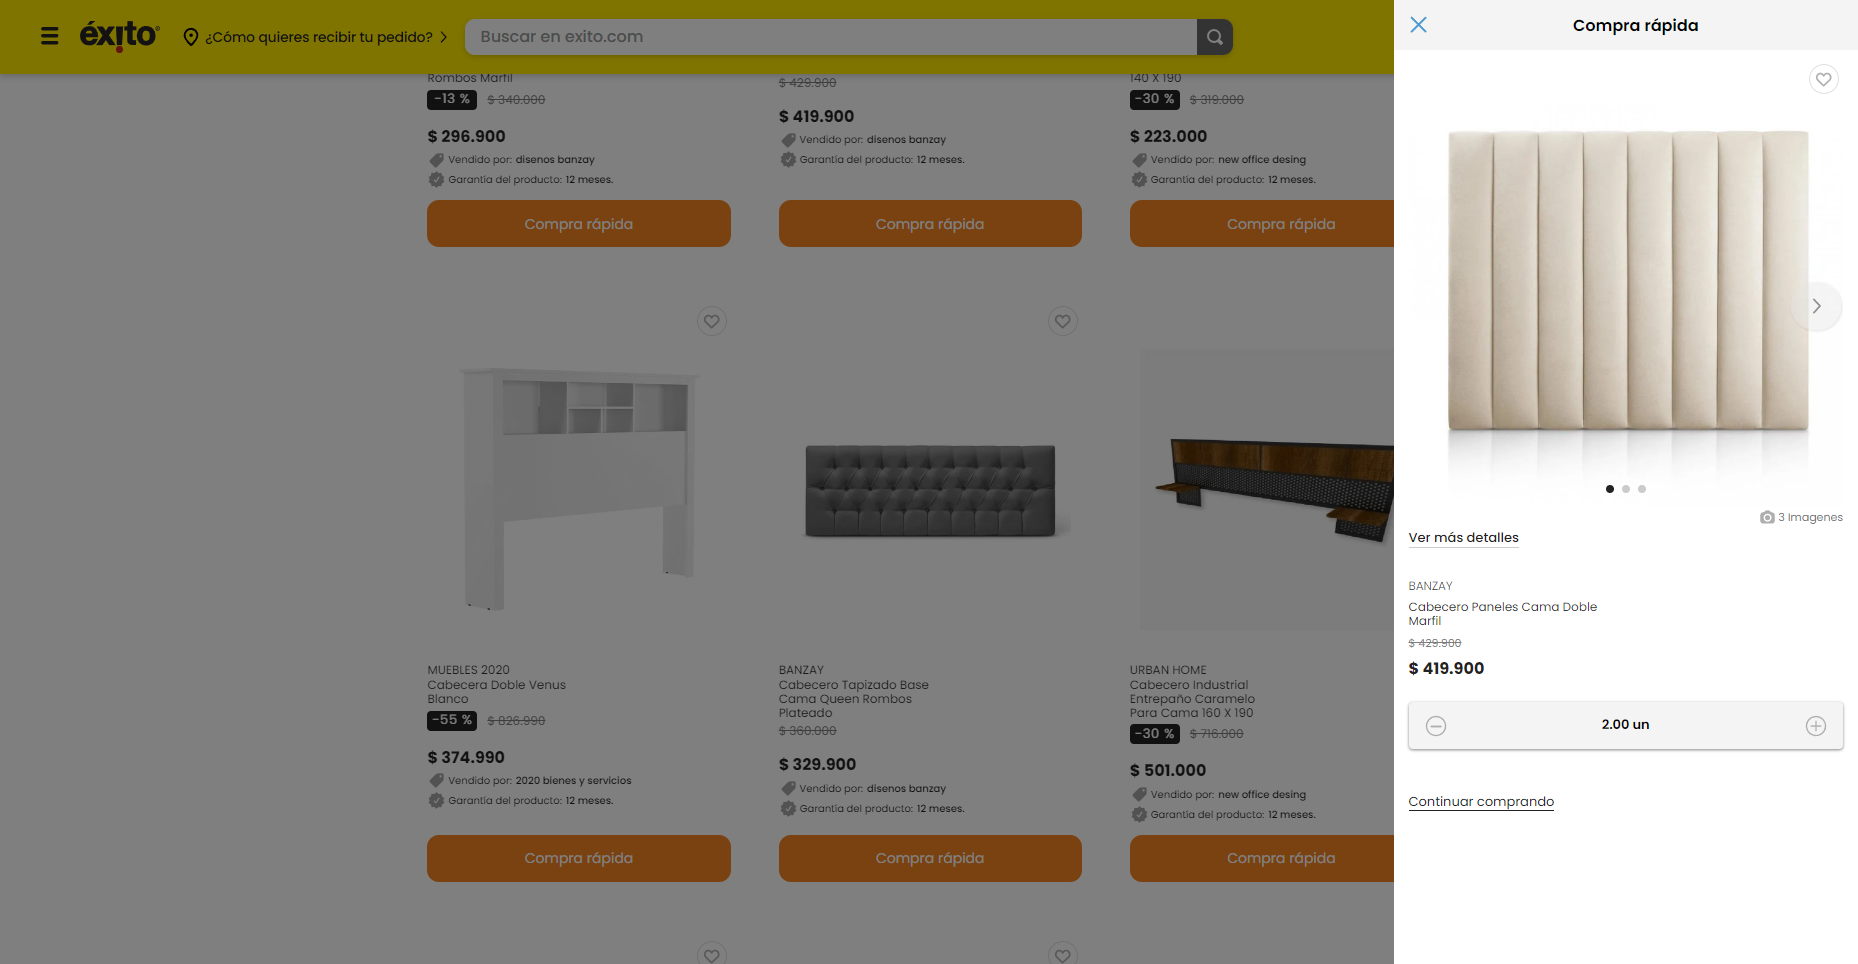 éxito
¿Cómo quieres recibir tu pedido?
Buscar en exito.com
Rombos Marfil
-13 % $ 340.000
$ 296.900
Vendido por: disenos banzay
Garantía del producto: 12 meses.
Compra rápida
$ 429.900
$ 419.900
Vendido por: disenos banzay
Garantía del producto: 12 meses.
Compra rápida
140 X 190
-30 % $ 319.000
$ 223.000
Vendido por: new office desing
Garantía del producto: 12 meses.
Compra rápida
MUEBLES 2020
Cabecera Doble Venus
Blanco
-55 % $ 826.990
$ 374.990
Vendido por: 2020 bienes y servicios
Garantía del producto: 12 meses.
Compra rápida
BANZAY
Cabecero Tapizado Base
Cama Queen Rombos
Plateado
$ 360.000
$ 329.900
Vendido por: disenos banzay
Garantía del producto: 12 meses.
Compra rápida
URBAN HOME
Cabecero Industrial
Entrepaño Caramelo
Para Cama 160 X 190
-30 % $ 716.000
$ 501.000
Vendido por: new office desing
Garantía del producto: 12 meses.
Compra rápida
Compra rápida
3 Imagenes
Ver más detalles
BANZAY
Cabecero Paneles Cama Doble
Marfil
$ 429.900
$ 419.900
2.00 un
Continuar comprando